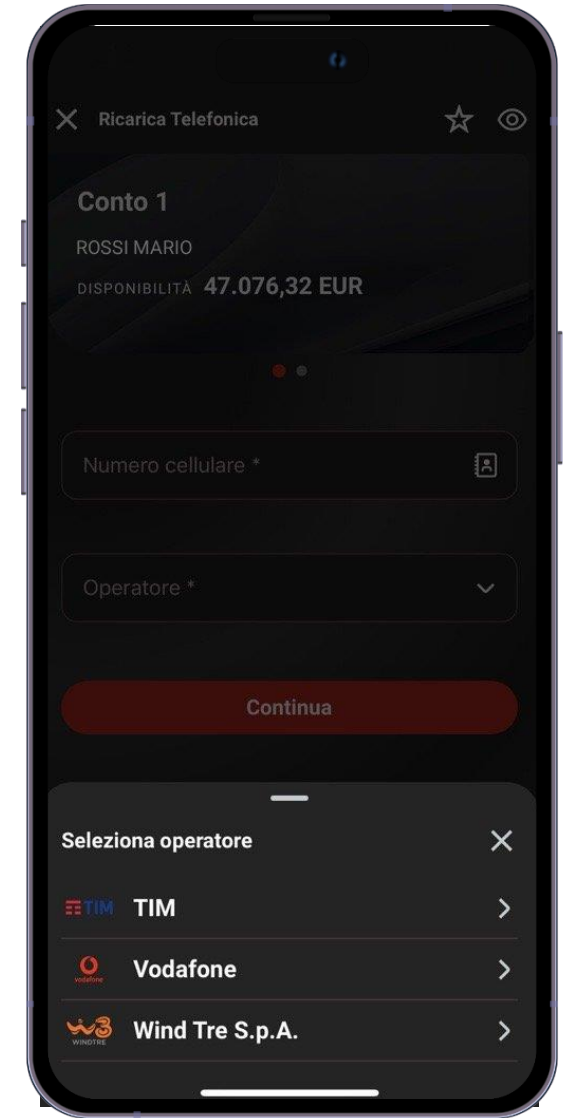 Ricarica Telefonica
Conto 1
ROSSI MARIO
DISPONIBILITÀ 47.076,32 EUR
Numero cellulare *
Operatore *
Continua
Seleziona operatore
TIM TIM
vodafone Vodafone
WINDTRE Wind Tre S.p.A.